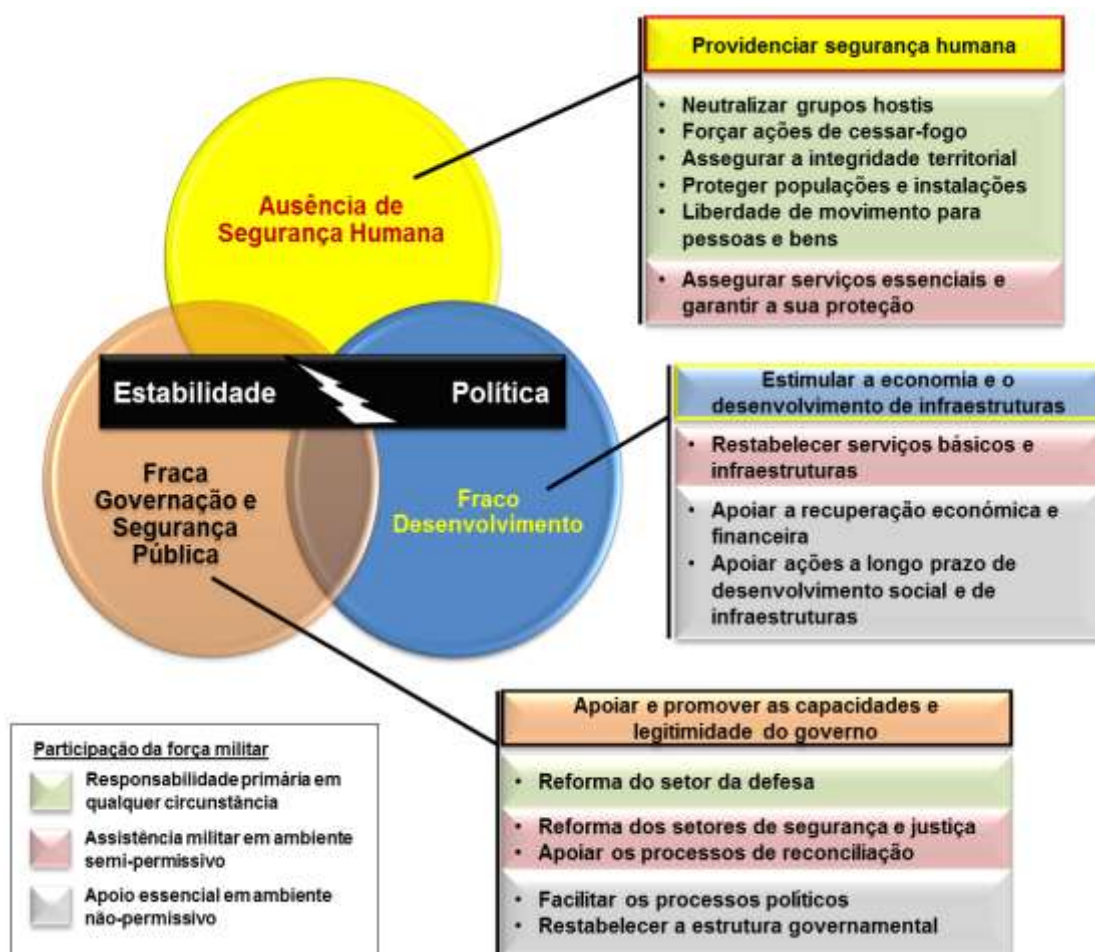 Providenciar segurança humana
• Neutralizar grupos hostis
• Forçar ações de cessar-fogo
• Assegurar a integridade territorial
• Proteger populações e instalações
• Liberdade de movimento para
pessoas e bens
• Assegurar serviços essenciais e
garantir a sua proteção
Ausência de
Segurança Humana
Estabilidade
Política
Fraca
Governação e
Segurança
Pública
Fraco
Desenvolvimento
Estimular a economia e o
desenvolvimento de infraestruturas
• Restabelecer serviços básicos e
infraestruturas
• Apoiar a recuperação económica e
financeira
• Apoiar ações a longo prazo de
desenvolvimento social e de
infraestruturas
Apoiar e promover as capacidades e
legitimidade do governo
• Reforma do setor da defesa
• Reforma dos setores de segurança e justiça
• Apoiar os processos de reconciliação
• Facilitar os processos políticos
• Restabelecer a estrutura governamental
Participação da força militar
Responsabilidade primária em
qualquer circunstância
Assistência militar em ambiente
semi-permissivo
Apoio essencial em ambiente
não-permissivo